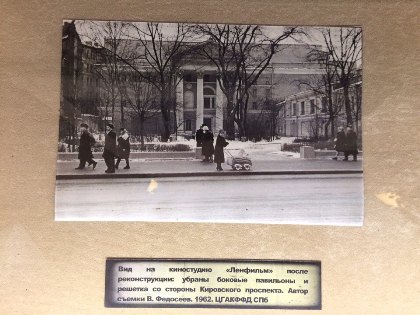 Вид на киностудию «Ленфильм» после
реконструкции: убраны боковые павильоны и
решетка со стороны Кировского проспекта. Автор
съемки В. Федосеев. 1962. ЦГАКФФД СПб